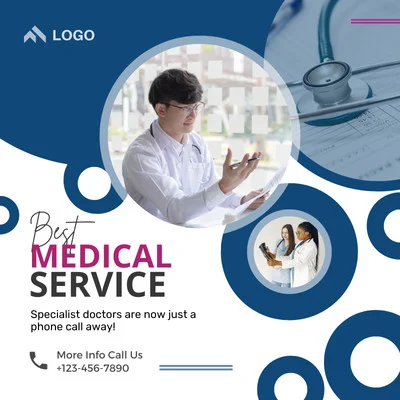 LOGO
Best
MEDICAL
SERVICE
Specialist doctors are now just a
phone call away!
More Info Call Us
+123-456-7890